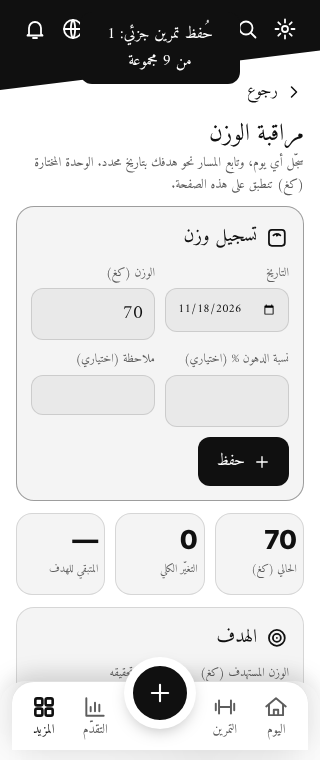 حُفظ تمرين جزئي: 1
من 9 مجموعة
رجوع
مراقبة الوزن
سجّل أي يوم، وتابع المسار نحو هدفك بتاريخ محدد. الوحدة المختارة
(كغ) تنطبق على هذه الصفحة.
تسجيل وزن
التاريخ
الوزن (كغ)
11/18/2026
70
نسبة الدهون % (اختياري)
ملاحظة (اختياري)
حفظ
70
0
—
الحالي (كغ)
التغيّر الكلي
المتبقي للهدف
الهدف
الوزن المستهدف (كغ)
تحقيقه
اليوم
التمرين
التقدّم
المزيد